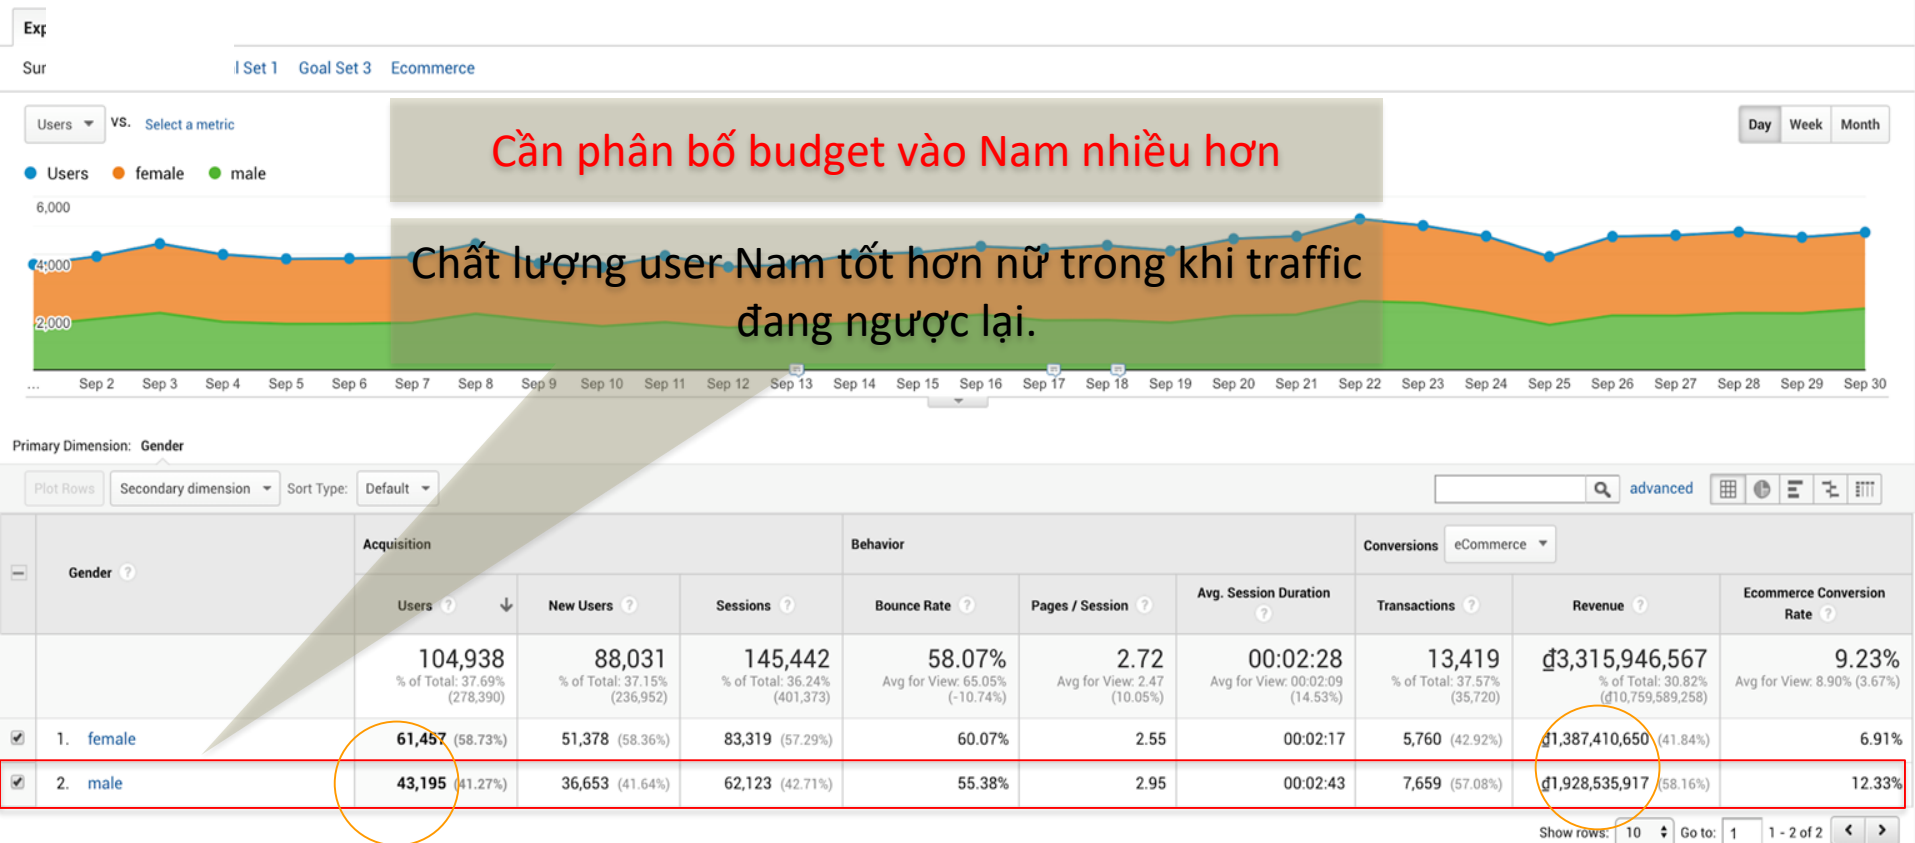 Exp
Sur
l Set 1 Goal Set 3 Ecommerce
Users VS. Select a metric
Day Week Month
Cần phân bố budget vào Nam nhiều hơn
Users female male
6,000
4,000
2,000
Chất lượng user Nam tốt hơn nữ trong khi traffic
đang ngược lại.
... Sep 2 Sep 3 Sep 4 Sep 5 Sep 6 Sep 7 Sep 8 Sep 9 Sep 10 Sep 11 Sep 12 Sep 13 Sep 14 Sep 15 Sep 16 Sep 17 Sep 18 Sep 19 Sep 20 Sep 21 Sep 22 Sep 23 Sep 24 Sep 25 Sep 26 Sep 27 Sep 28 Sep 29 Sep 30
Primary Dimension: Gender
Plot Rows Secondary dimension Sort Type: Default advanced
Acquisition Behavior Conversions eCommerce
Gender ?
Users ? New Users ? Sessions ? Bounce Rate ? Pages / Session ? Avg. Session Duration ? Transactions ? Revenue ? Ecommerce Conversion Rate ?
104,938 88,031 145,442 58.07% 2.72 00:02:28 13,419 ₫3,315,946,567 9.23%
% of Total: 37.69% % of Total: 37.15% % of Total: 36.24% Avg for View: 65.05% Avg for View: 2.47 Avg for View: 00:02:09 % of Total: 37.57% % of Total: 30.82% Avg for View: 8.90% (3.67%)
(278,390) (236,952) (401,373) (-10.74%) (10.05%) (14.53%) (35,720) (₫10,759,589,258)
1. female 61,457 (58.73%) 51,378 (58.36%) 83,319 (57.29%) 60.07% 2.55 00:02:17 5,760 (42.92%) ₫1,387,410,650 (41.84%) 6.91%
2. male 43,195 (41.27%) 36,653 (41.64%) 62,123 (42.71%) 55.38% 2.95 00:02:43 7,659 (57.08%) ₫1,928,535,917 (58.16%) 12.33%
Show rows: 10 Go to: 1 1 - 2 of 2